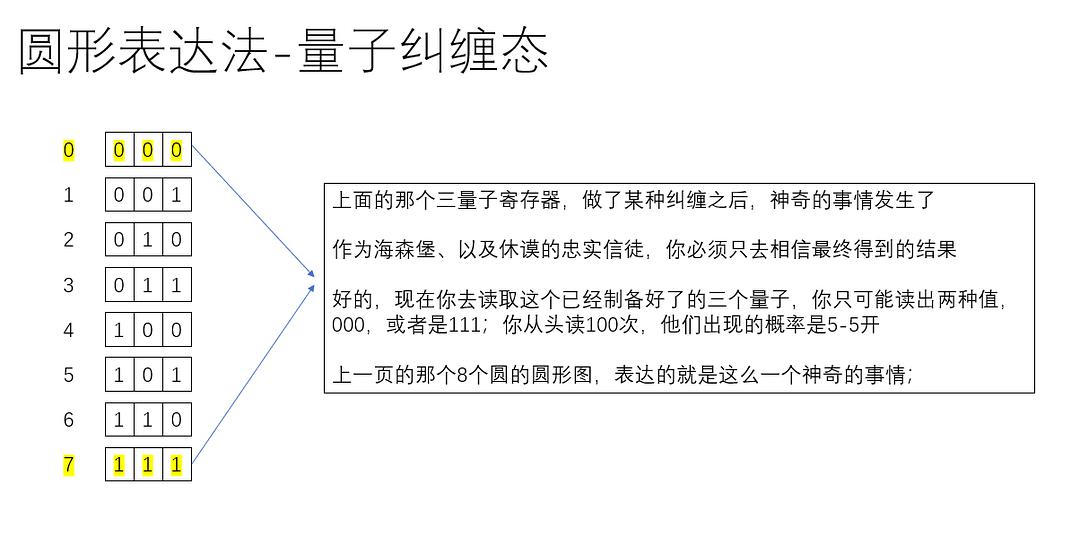 圆形表达法-量子纠缠态
0 0 0 0
1 0 0 1
2 0 1 0
3 0 1 1
4 1 0 0
5 1 0 1
6 1 1 0
7 1 1 1
上面的那个三量子寄存器，做了某种纠缠之后，神奇的事情发生了
作为海森堡、以及休谟的忠实信徒，你必须只去相信最终得到的结果
好的，现在你去读取这个已经制备好了的三个量子，你只可能读出两种值，
000，或者是111；你从头读100次，他们出现的概率是5-5开
上一页的那个8个圆的圆形图，表达的就是这么一个神奇的事情；